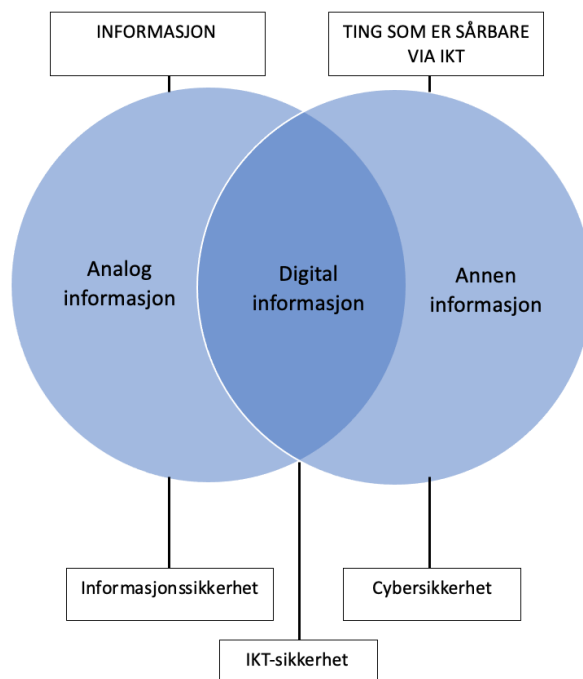 INFORMASJON
TING SOM ER SÅRBARE
VIA IKT
Analog
informasjon
Digital
informasjon
Annen
informasjon
Informasjonssikkerhet
Cybersikkerhet
IKT-sikkerhet